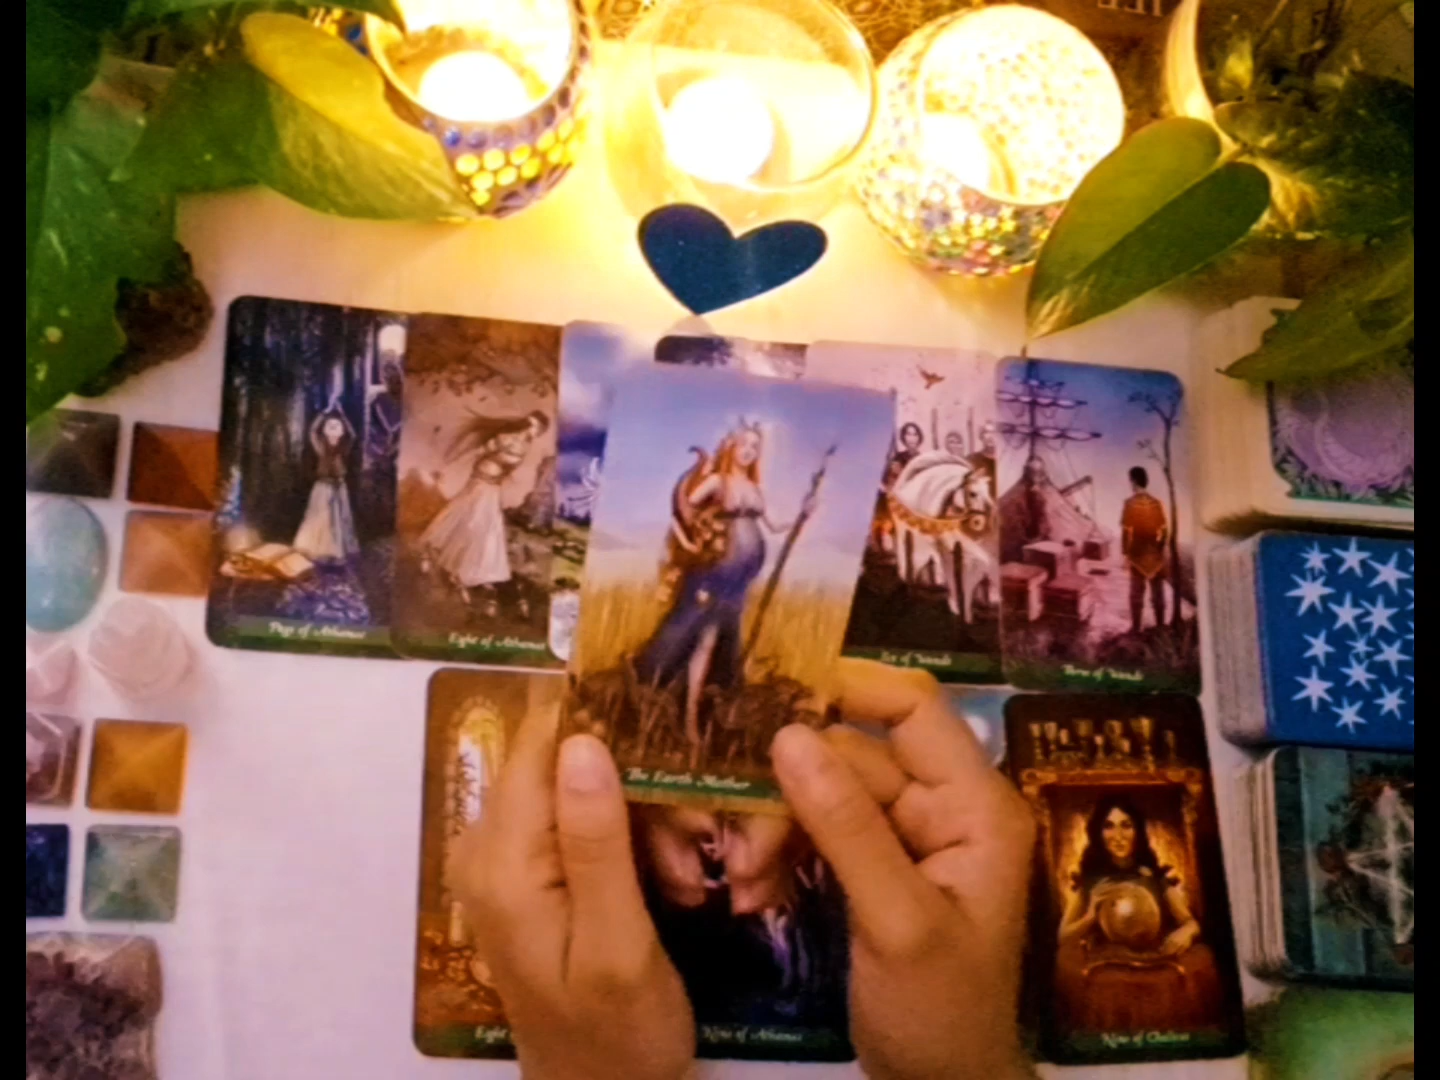 Page of Athames
Eight of Athames
Six of Wands
Three of Wands
The Earth Mother
Eight
Nine of Athames
Nine of Chalices